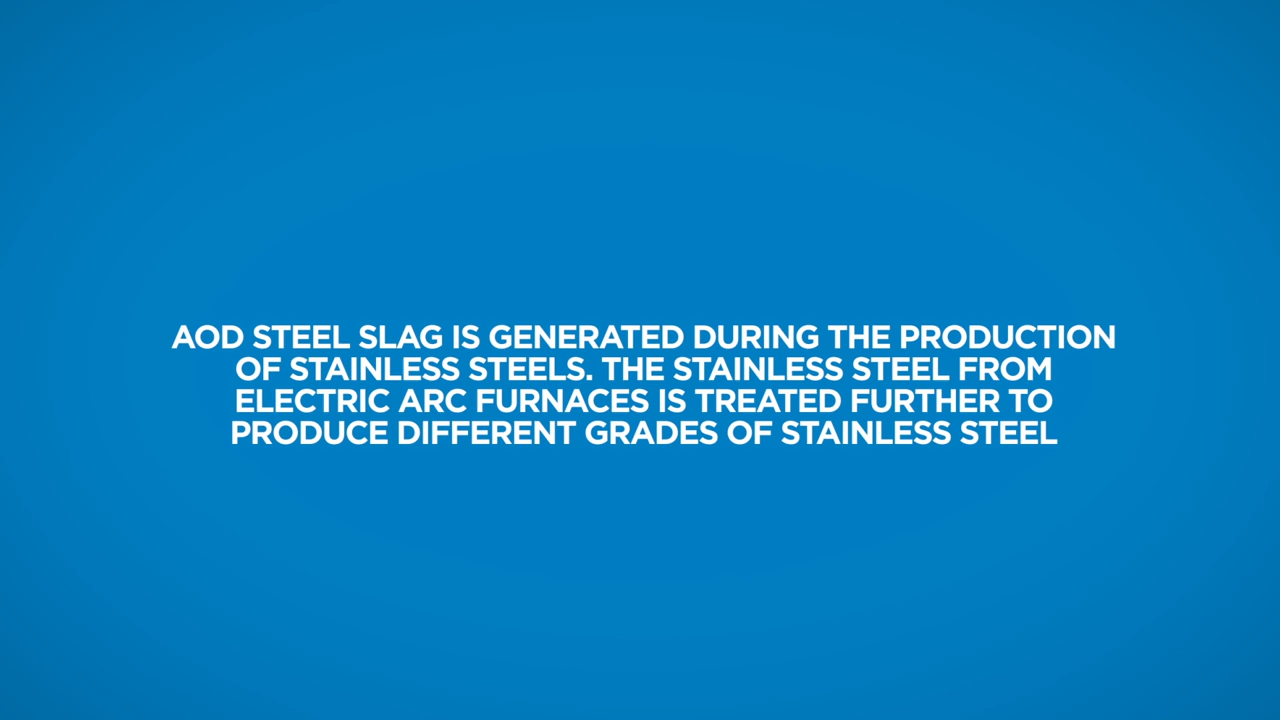 AOD STEEL SLAG IS GENERATED DURING THE PRODUCTION
OF STAINLESS STEELS. THE STAINLESS STEEL FROM
ELECTRIC ARC FURNACES IS TREATED FURTHER TO
PRODUCE DIFFERENT GRADES OF STAINLESS STEEL